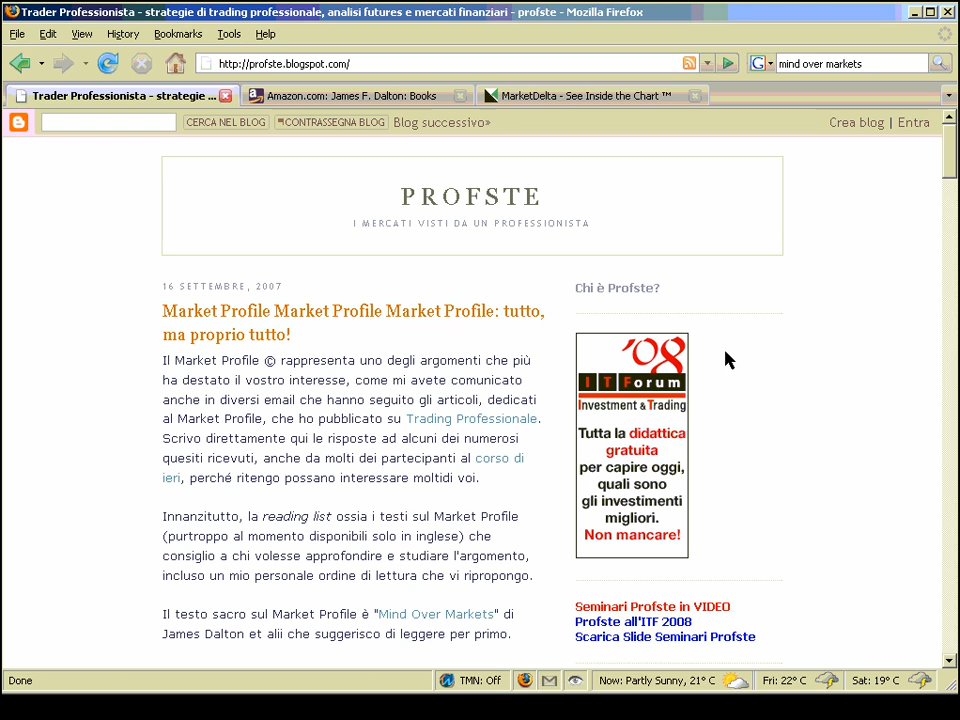 Trader Professionista - strategie di trading professionale, analisi futures e mercati finanziari - profste - Mozilla Firefox
File Edit View History Bookmarks Tools Help
http://profste.blogspot.com/ G mind over markets
Trader Professionista - strategie ... Amazon.com: James F. Dalton: Books MarketDelta - See Inside the Chart ™
CERCA NEL BLOG CONTRASSEGNA BLOG Blog successivo» Crea blog | Entra
PROFSTE
I MERCATI VISTI DA UN PROFESSIONISTA
16 SETTEMBRE, 2007
Market Profile Market Profile Market Profile: tutto,
ma proprio tutto!
Il Market Profile © rappresenta uno degli argomenti che più
ha destato il vostro interesse, come mi avete comunicato
anche in diversi email che hanno seguito gli articoli, dedicati
al Market Profile, che ho pubblicato su Trading Professionale.
Scrivo direttamente qui le risposte ad alcuni dei numerosi
quesiti ricevuti, anche da molti dei partecipanti al corso di
ieri, perché ritengo possano interessare moltidi voi.
Innanzitutto, la reading list ossia i testi sul Market Profile
(purtroppo al momento disponibili solo in inglese) che
consiglio a chi volesse approfondire e studiare l'argomento,
incluso un mio personale ordine di lettura che vi ripropongo.
Il testo sacro sul Market Profile è "Mind Over Markets" di
James Dalton et alii che suggerisco di leggere per primo.
Chi è Profste?
'08
ITForum
Investment & Trading
Tutta la didattica
gratuita
per capire oggi,
quali sono
gli investimenti
migliori.
Non mancare!
Seminari Profste in VIDEO
Profste all'ITF 2008
Scarica Slide Seminari Profste
Done TMN: Off Now: Partly Sunny, 21° C Fri: 22° C Sat: 19° C